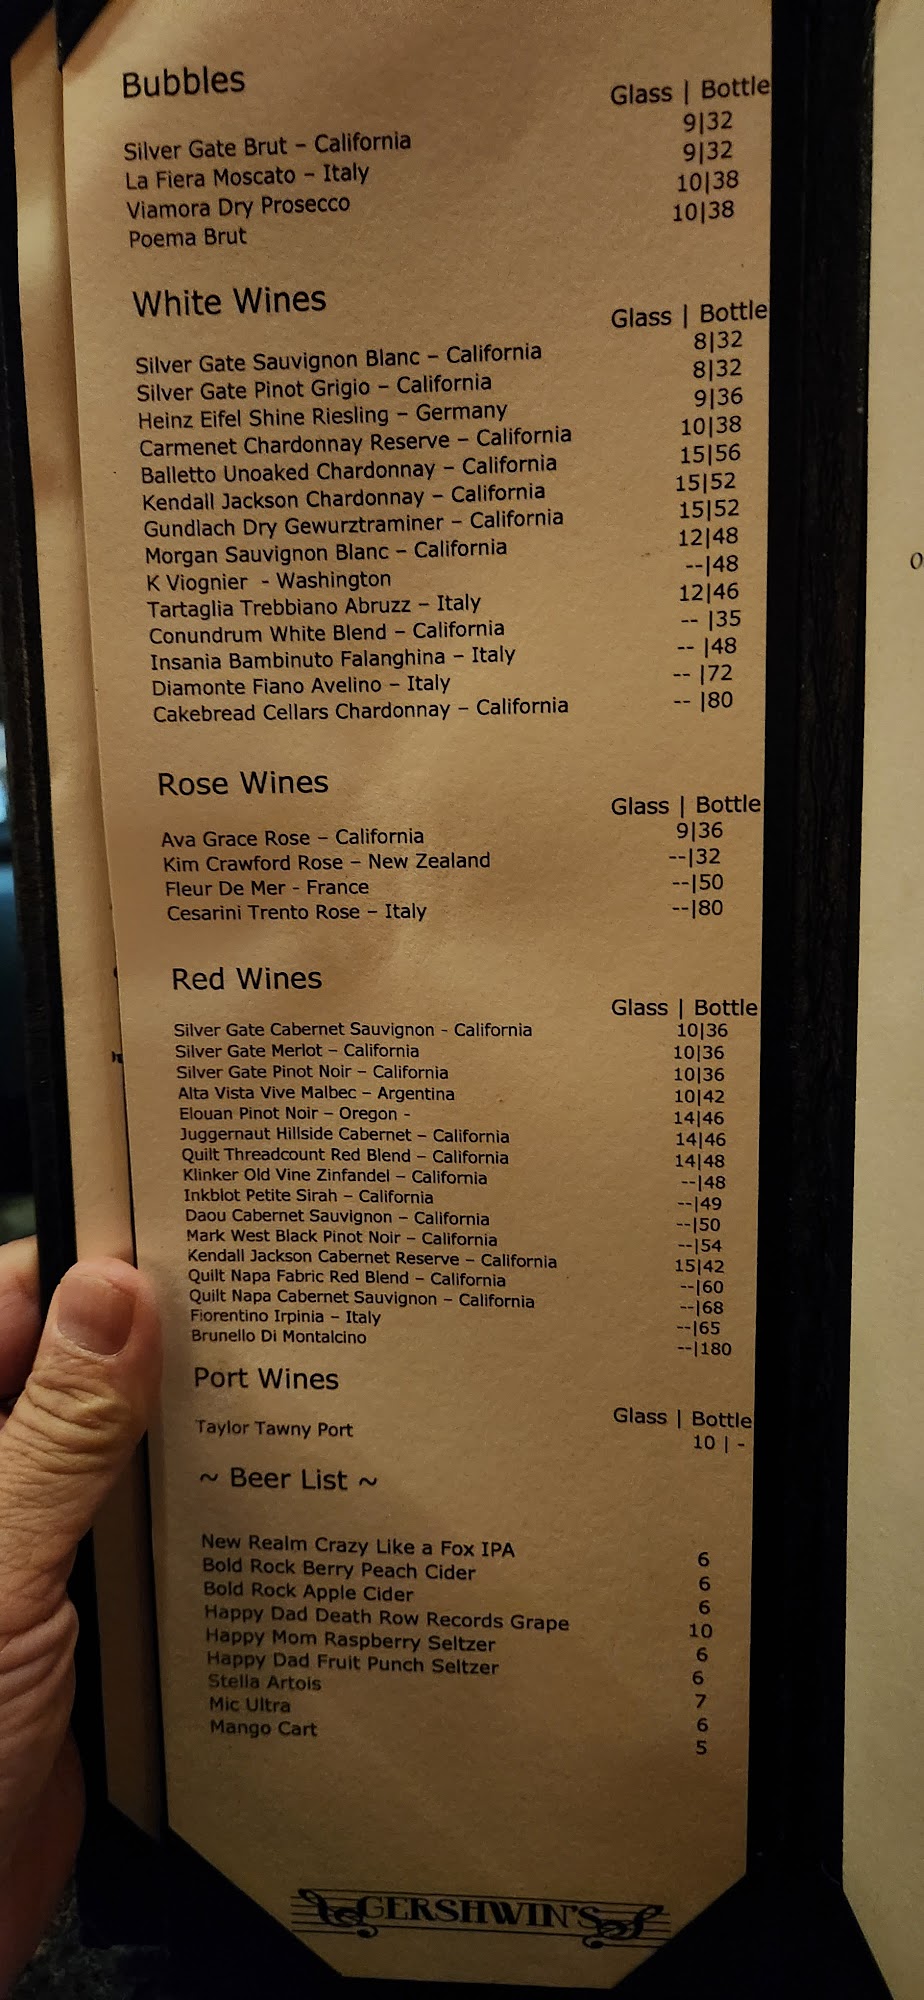 Bubbles
Glass | Bottle
Silver Gate Brut – California 9|32
La Fiera Moscato – Italy 9|32
Viamora Dry Prosecco 10|38
Poema Brut 10|38
White Wines
Glass | Bottle
Silver Gate Sauvignon Blanc – California 8|32
Silver Gate Pinot Grigio – California 8|32
Heinz Eifel Shine Riesling – Germany 9|36
Carmenet Chardonnay Reserve – California 10|38
Balletto Unoaked Chardonnay – California 15|56
Kendall Jackson Chardonnay – California 15|52
Gundlach Dry Gewurztraminer – California 15|52
Morgan Sauvignon Blanc – California 12|48
K Viognier - Washington --|48
Tartaglia Trebbiano Abruzz – Italy 12|46
Conundrum White Blend – California -- |35
Insania Bambinuto Falanghina – Italy -- |48
Diamonte Fiano Avelino – Italy -- |72
Cakebread Cellars Chardonnay – California -- |80
Rose Wines
Glass | Bottle
Ava Grace Rose – California 9|36
Kim Crawford Rose – New Zealand --|32
Fleur De Mer - France --|50
Cesarini Trento Rose – Italy --|80
Red Wines
Glass | Bottle
Silver Gate Cabernet Sauvignon - California 10|36
Silver Gate Merlot – California 10|36
Silver Gate Pinot Noir – California 10|36
Alta Vista Vive Malbec – Argentina 10|42
Elouan Pinot Noir – Oregon - 14|46
Juggernaut Hillside Cabernet – California 14|46
Quilt Threadcount Red Blend – California 14|48
Klinker Old Vine Zinfandel – California --|48
Inkblot Petite Sirah – California --|49
Daou Cabernet Sauvignon – California --|50
Mark West Black Pinot Noir – California --|54
Kendall Jackson Cabernet Reserve – California 15|42
Quilt Napa Fabric Red Blend – California --|60
Quilt Napa Cabernet Sauvignon – California --|68
Fiorentino Irpinia – Italy --|65
Brunello Di Montalcino --|180
Port Wines
Glass | Bottle
Taylor Tawny Port 10 | -
~ Beer List ~
New Realm Crazy Like a Fox IPA 6
Bold Rock Berry Peach Cider 6
Bold Rock Apple Cider 6
Happy Dad Death Row Records Grape 10
Happy Mom Raspberry Seltzer 6
Happy Dad Fruit Punch Seltzer 6
Stella Artois 7
Mic Ultra 6
Mango Cart 5
GERSHWIN'S